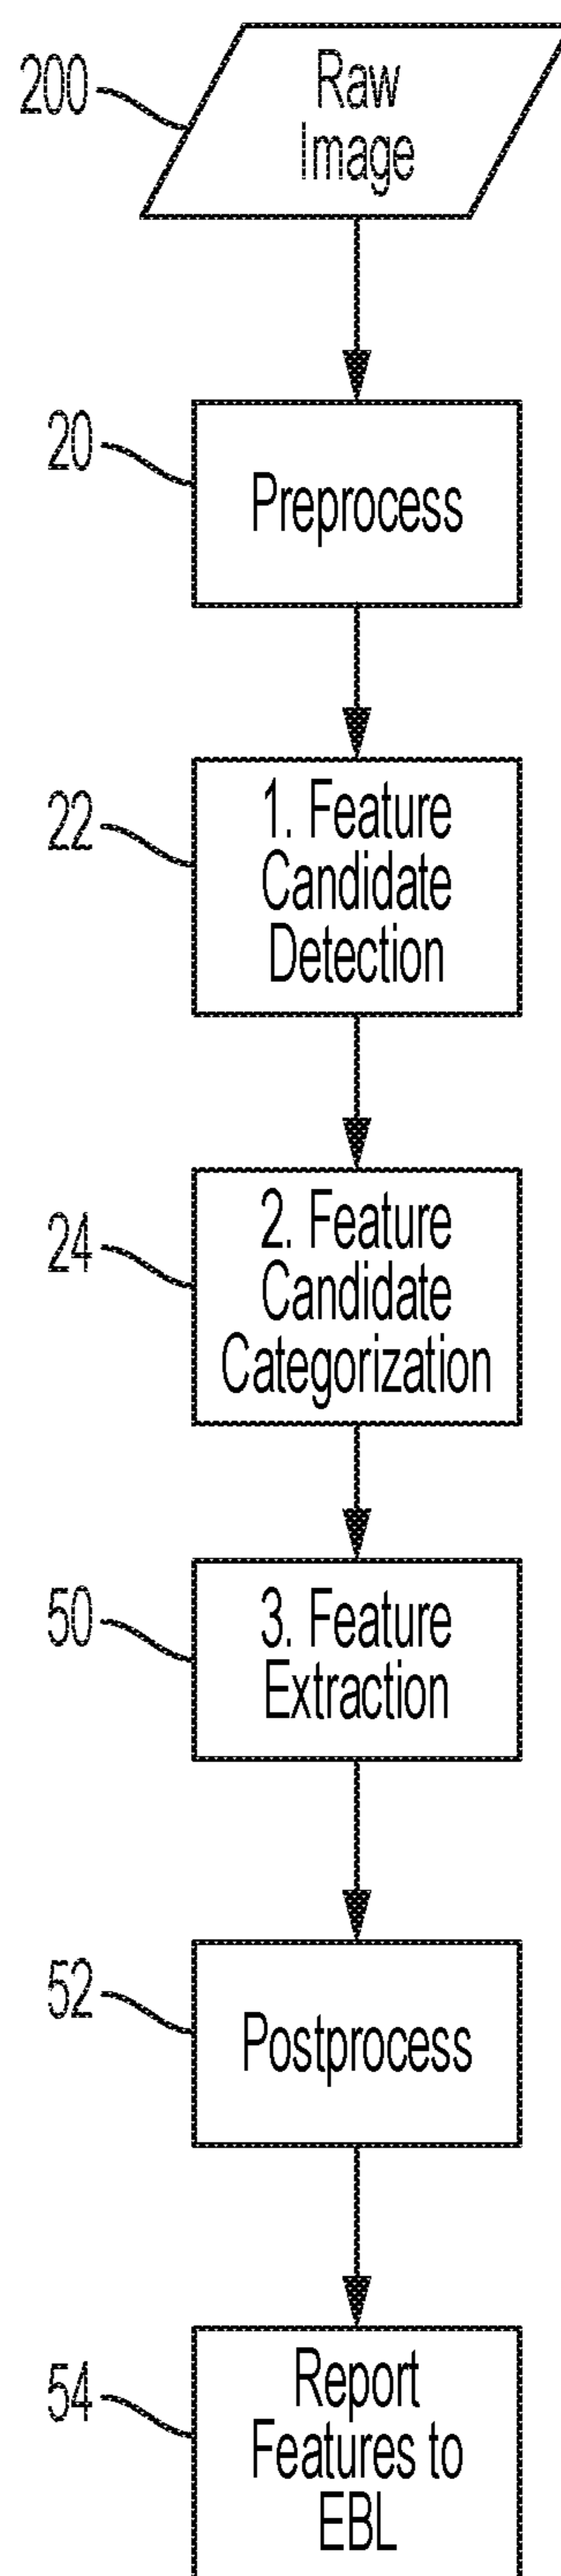 200
Raw
Image
20
Preprocess
22
1. Feature
Candidate
Detection
24
2. Feature
Candidate
Categorization
50
3. Feature
Extraction
52
Postprocess
54
Report
Features to
EBL